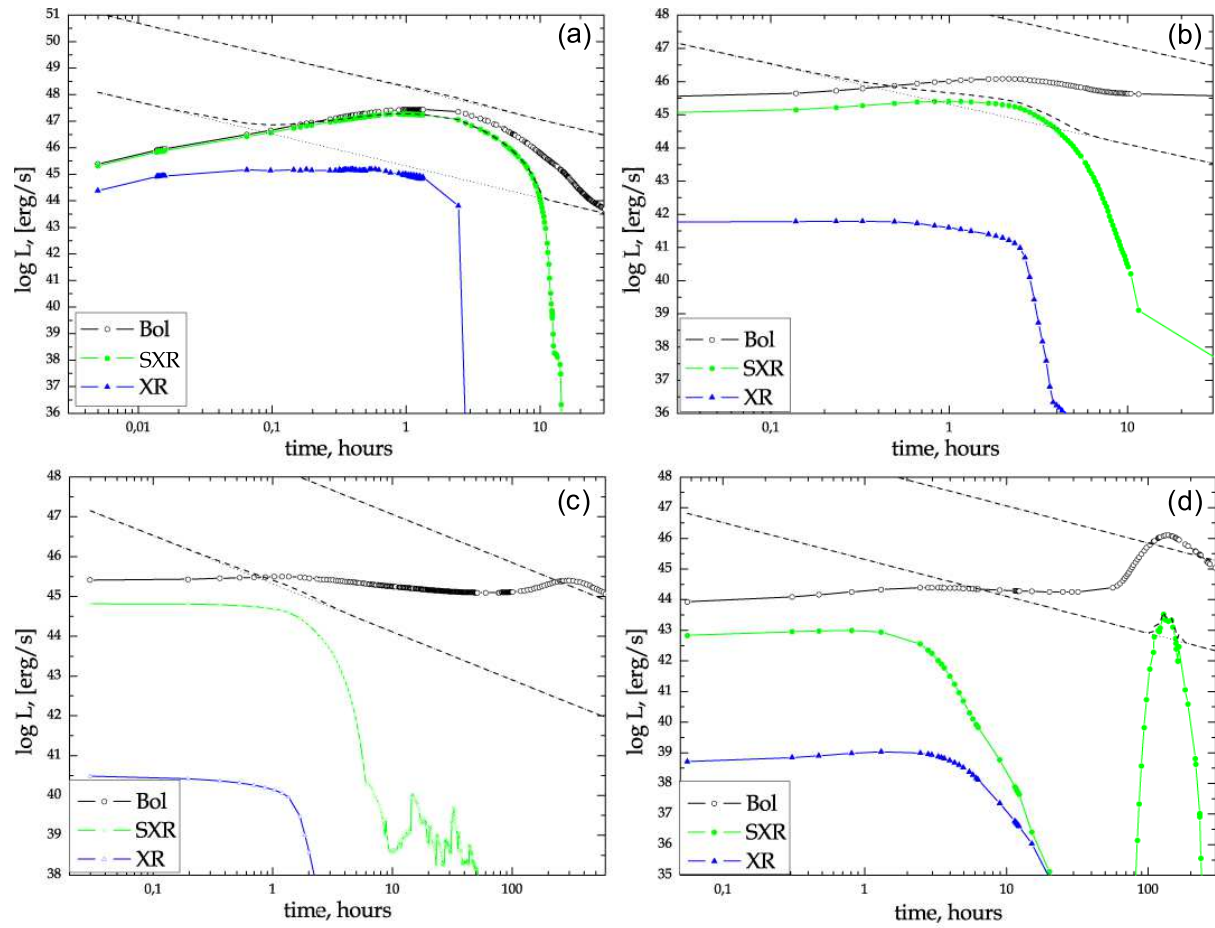 (a)
log L, [erg/s]
51
50
49
48
47
46
45
44
43
42
41
40
39
38
37
36
Bol
SXR
XR
0,01
0,1
1
10
time, hours
(b)
log L, [erg/s]
48
47
46
45
44
43
42
41
40
39
38
37
36
Bol
SXR
XR
0,1
1
10
time, hours
(c)
log L, [erg/s]
48
47
46
45
44
43
42
41
40
39
38
Bol
SXR
XR
0,1
1
10
100
time, hours
(d)
log L, [erg/s]
48
47
46
45
44
43
42
41
40
39
38
37
36
35
Bol
SXR
XR
0,1
1
10
100
time, hours